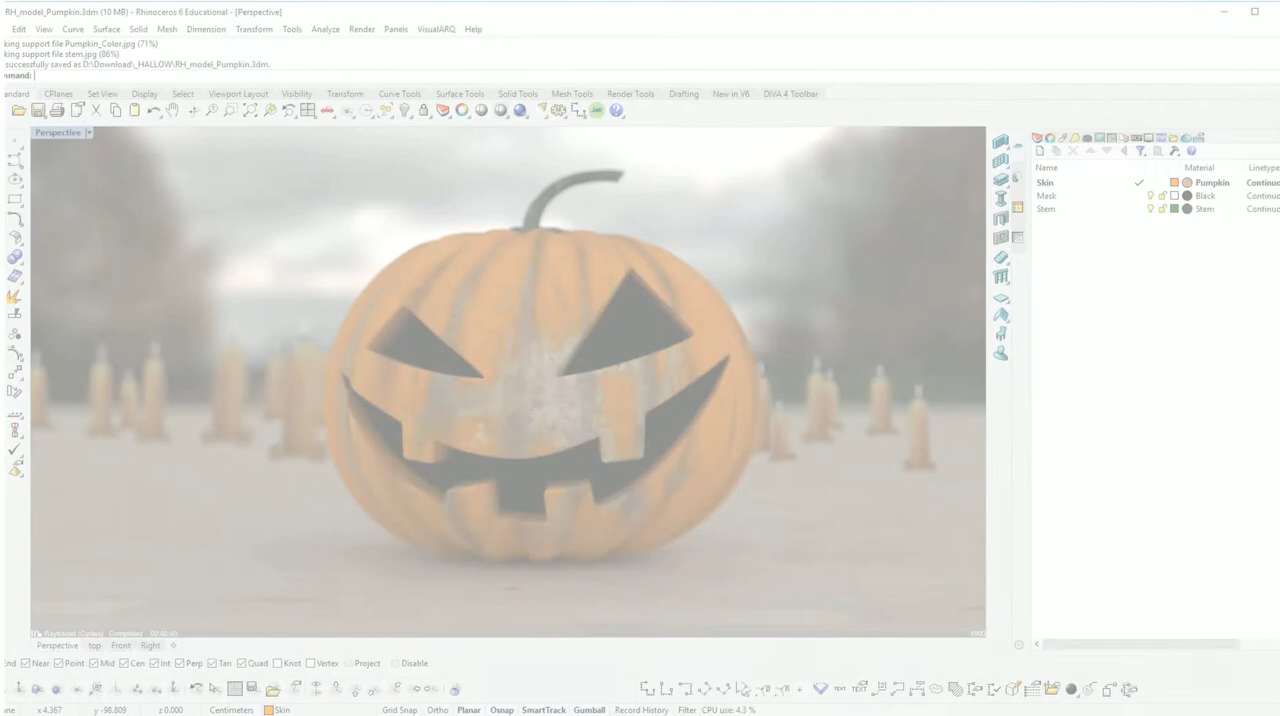 RH_model_Pumpkin.3dm (10 MB) - Rhinoceros 6 Educational - [Perspective]
Edit View Curve Surface Solid Mesh Dimension Transform Tools Analyze Render Panels VisualARQ Help
king support file Pumpkin_Color.jpg (71%)
king support file stem.jpg (86%)
successfully saved as D:\Download\_HALLOW\RH_model_Pumpkin.3dm.
mmand:
andard CPlanes Set View Display Select Viewport Layout Visibility Transform Curve Tools Surface Tools Solid Tools Mesh Tools Render Tools Drafting New in V6 DIVA 4 Toolbar
Perspective
Name Material Linetype
Skin Pumpkin Continuo
Mask Black Continuo
Stem Stem Continuo
Raytraced (Cycles) Completed
1000
Perspective top Front Right
End Near Point Mid Cen Int Perp Tan Quad Knot Vertex Project Disable
ane x 4.367 y -98.809 z 0.000 Centimeters Skin Grid Snap Ortho Planar Osnap SmartTrack Gumball Record History Filter CPU use: 4.3 %